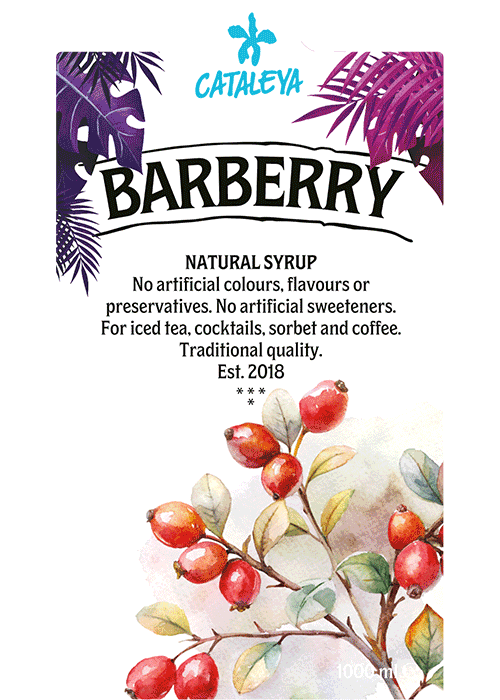 CATALEYA
BARBERRY
NATURAL SYRUP
No artificial colours, flavours or
preservatives. No artificial sweeteners.
For iced tea, cocktails, sorbet and coffee.
Traditional quality.
Est. 2018
* * *
*
1000 ml ℮